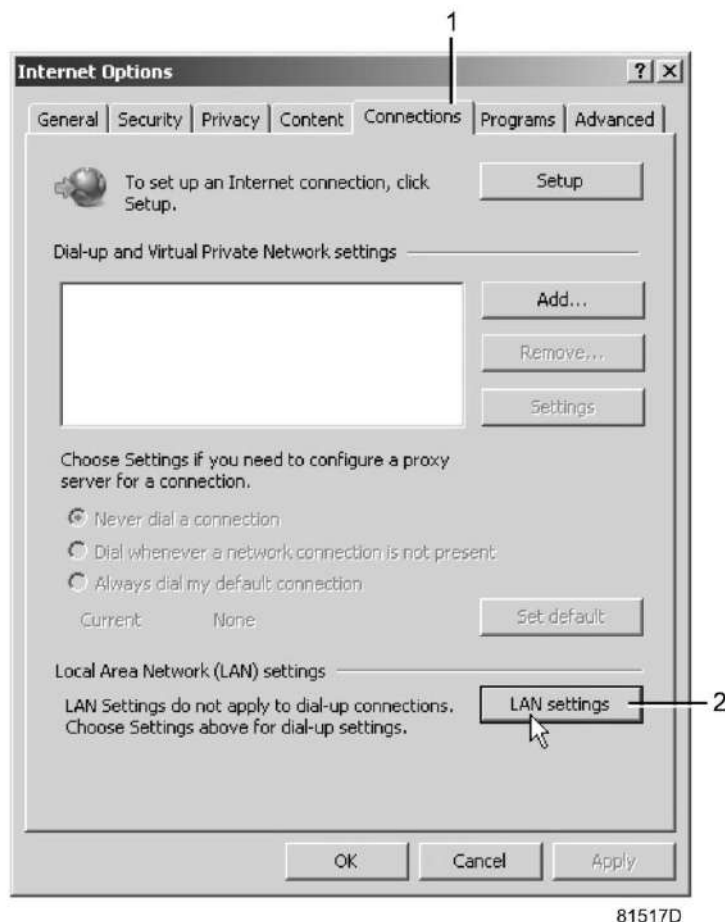 1
Internet Options
General Security Privacy Content Connections Programs Advanced
To set up an Internet connection, click
Setup.
Setup
Dial-up and Virtual Private Network settings
Add...
Remove...
Settings
Choose Settings if you need to configure a proxy
server for a connection.
Never dial a connection
Dial whenever a network connection is not present
Always dial my default connection
Current None
Set default
Local Area Network (LAN) settings
LAN Settings do not apply to dial-up connections.
Choose Settings above for dial-up settings.
LAN settings
2
OK Cancel Apply
81517D